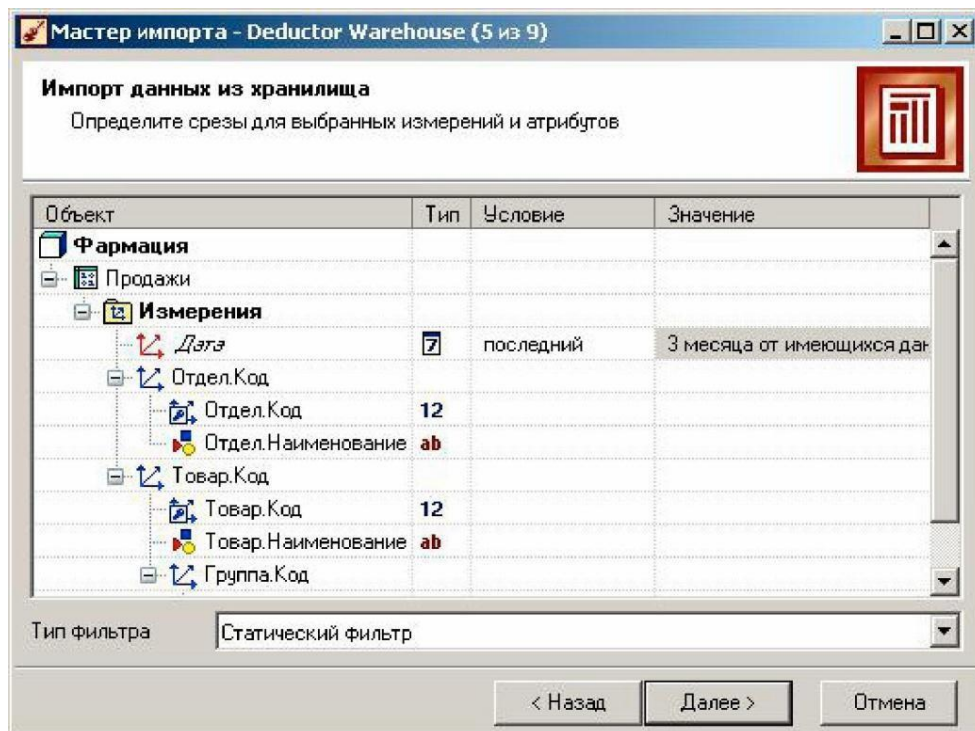 Мастер импорта - Deductor Warehouse (5 из 9)
Импорт данных из хранилища
Определите срезы для выбранных измерений и атрибутов
Объект Тип Условие Значение
Фармация
Продажи
Измерения
Дата 7 последний 3 месяца от имеющихся дан
Отдел.Код
Отдел.Код 12
Отдел.Наименование ab
Товар.Код
Товар.Код 12
Товар.Наименование ab
Группа.Код
Тип фильтра Статический фильтр
< Назад Далее > Отмена